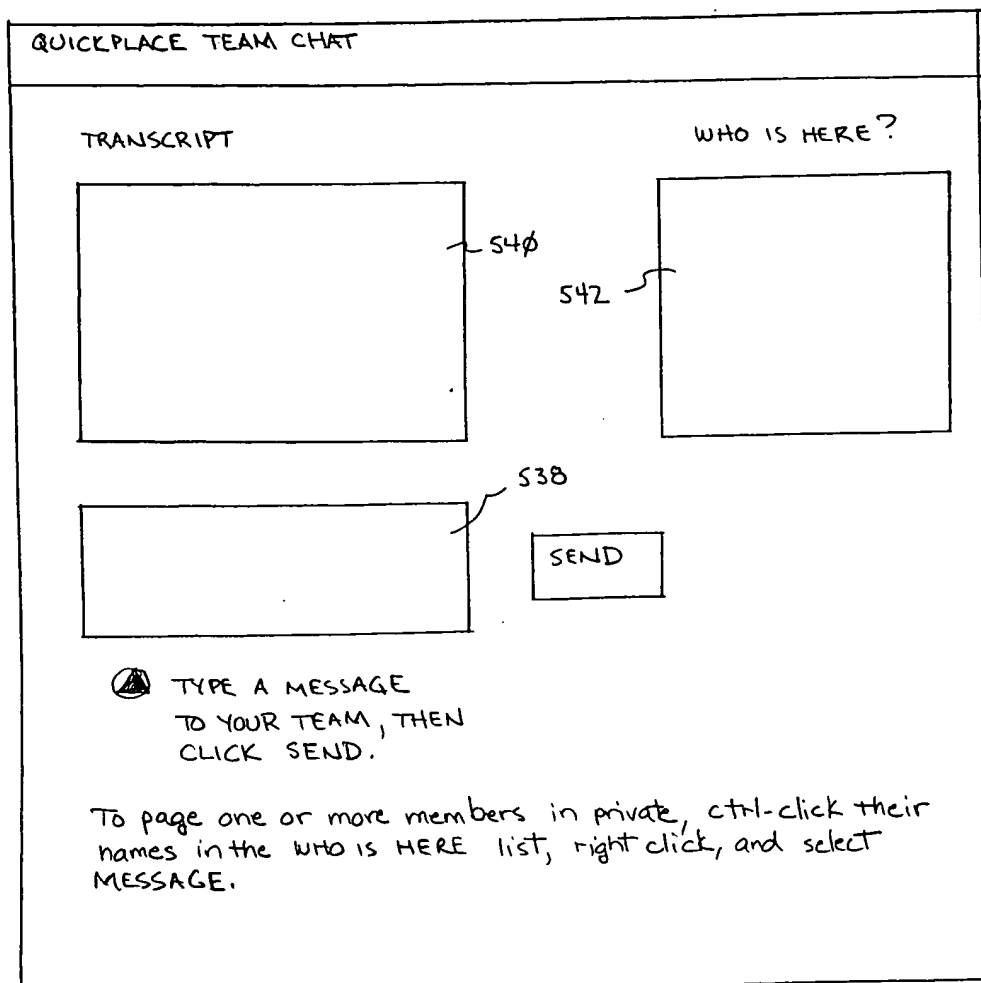 QUICKPLACE TEAM CHAT
TRANSCRIPT
WHO IS HERE?
54φ
542
538
SEND
TYPE A MESSAGE
TO YOUR TEAM, THEN
CLICK SEND.
To page one or more members in private, ctrl-click their
names in the WHO IS HERE list, right click, and select
MESSAGE.